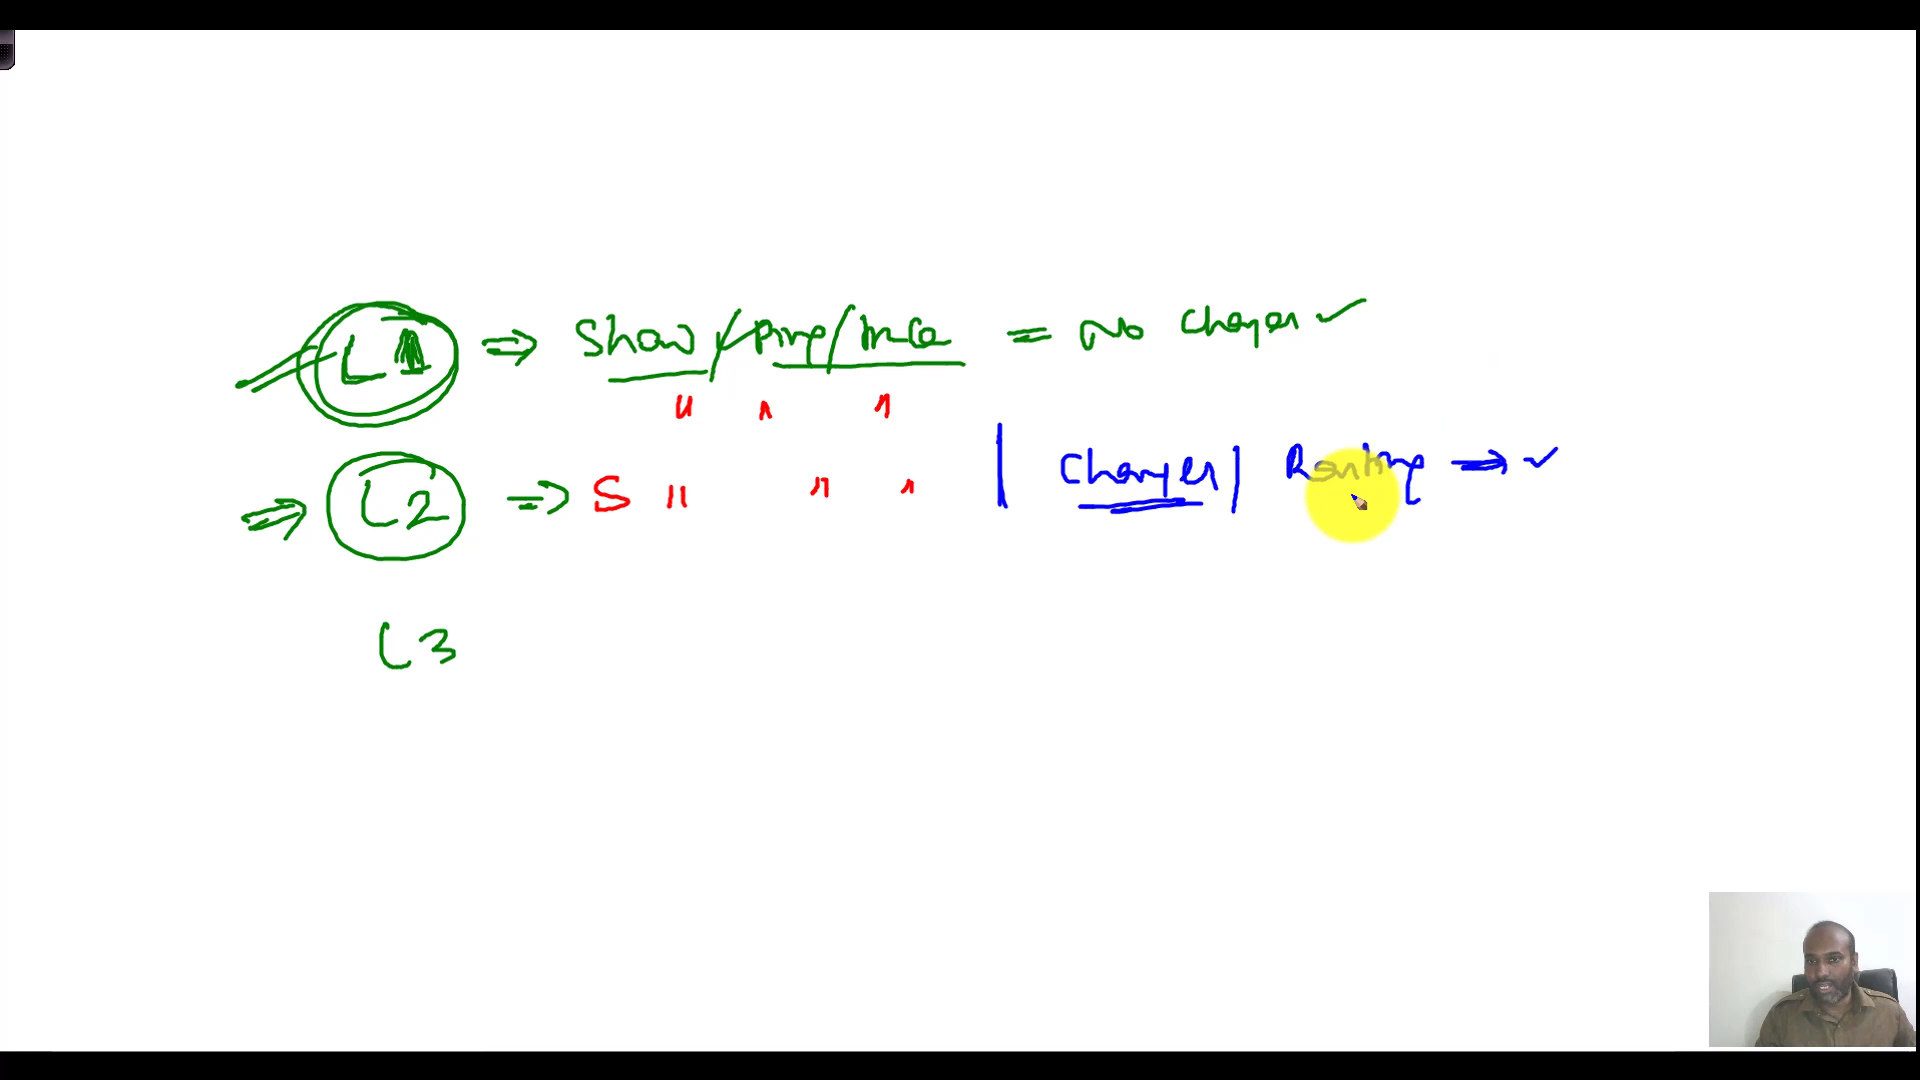 L1 ⇒ Show / Ping / Trace = No changes ✓
" " "
L2 ⇒ S " " " | Changes | Routing → ✓
L3